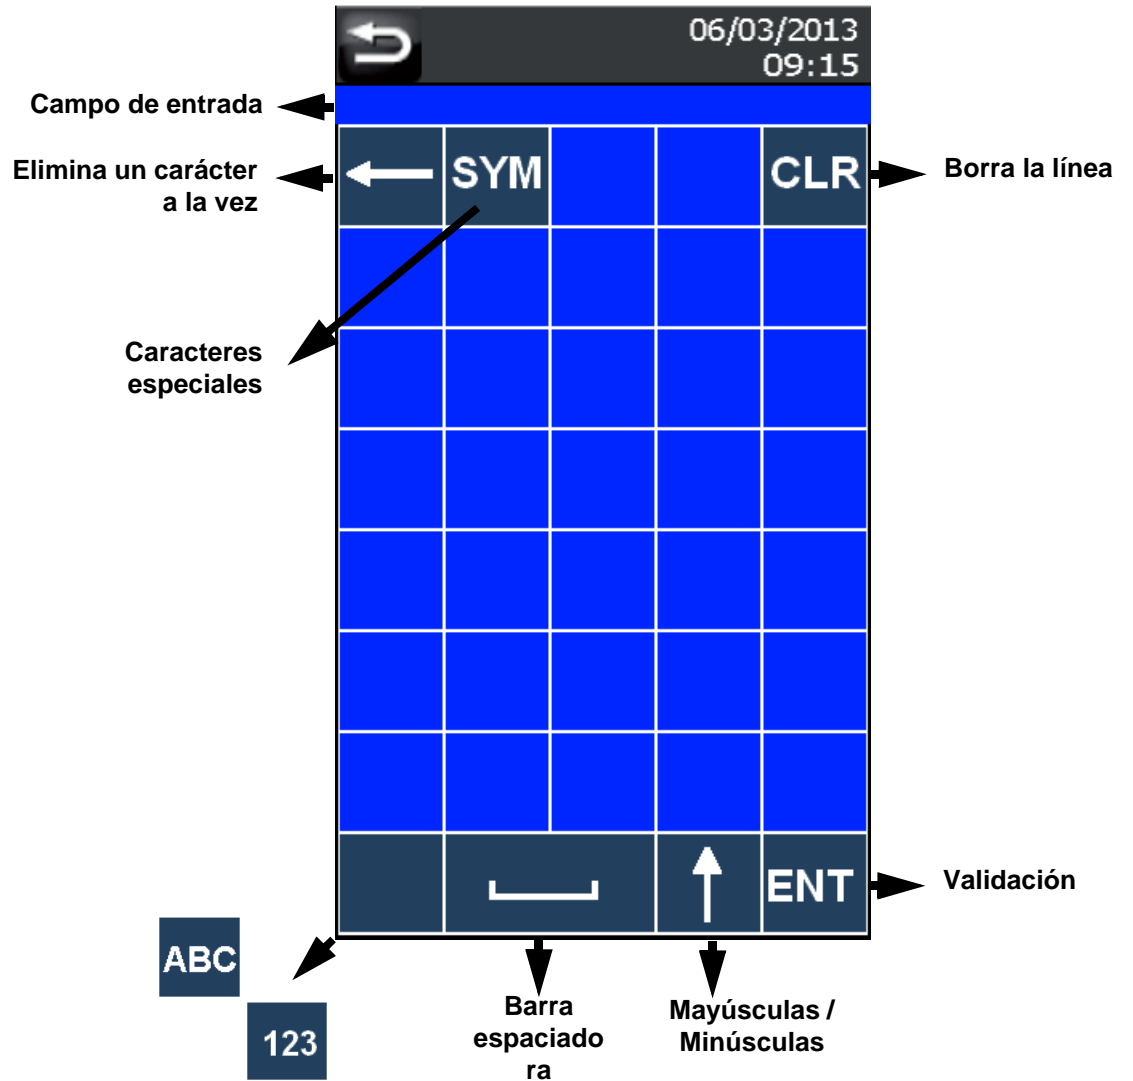 06/03/2013
09:15
Campo de entrada
Elimina un carácter
a la vez
SYM
CLR
Borra la línea
Caracteres
especiales
ENT
Validación
ABC
123
Barra
espaciado
ra
Mayúsculas /
Minúsculas